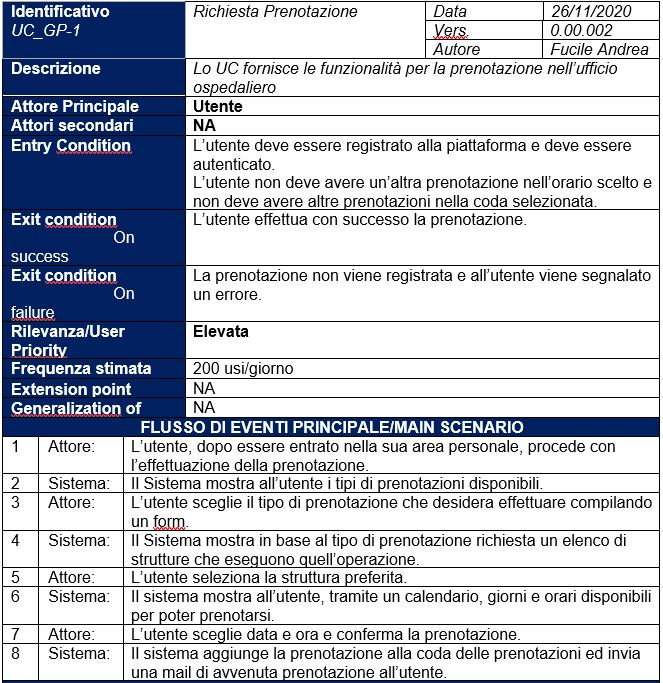 Identificativo Richiesta Prenotazione Data 26/11/2020
UC_GP-1 Vers. 0.00.002
Autore Fucile Andrea
Descrizione Lo UC fornisce le funzionalità per la prenotazione nell’ufficio
ospedaliero
Attore Principale Utente
Attori secondari NA
Entry Condition L’utente deve essere registrato alla piattaforma e deve essere
autenticato.
L’utente non deve avere un’altra prenotazione nell’orario scelto e
non deve avere altre prenotazioni nella coda selezionata.
Exit condition L’utente effettua con successo la prenotazione.
On
success
Exit condition La prenotazione non viene registrata e all’utente viene segnalato
On un errore.
failure
Rilevanza/User Elevata
Priority
Frequenza stimata 200 usi/giorno
Extension point NA
Generalization of NA
FLUSSO DI EVENTI PRINCIPALE/MAIN SCENARIO
1 Attore: L’utente, dopo essere entrato nella sua area personale, procede con
l’effettuazione della prenotazione.
2 Sistema: Il Sistema mostra all’utente i tipi di prenotazioni disponibili.
3 Attore: L’utente sceglie il tipo di prenotazione che desidera effettuare compilando
un form.
4 Sistema: Il Sistema mostra in base al tipo di prenotazione richiesta un elenco di
strutture che eseguono quell’operazione.
5 Attore: L’utente seleziona la struttura preferita.
6 Sistema: Il sistema mostra all’utente, tramite un calendario, giorni e orari disponibili
per poter prenotarsi.
7 Attore: L’utente sceglie data e ora e conferma la prenotazione.
8 Sistema: Il sistema aggiunge la prenotazione alla coda delle prenotazioni ed invia
una mail di avvenuta prenotazione all’utente.